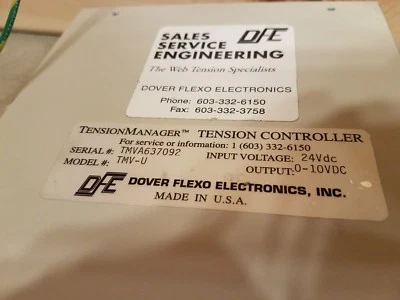 SALES
SERVICE
ENGINEERING
DFE
The Web Tension Specialists
DOVER FLEXO ELECTRONICS
Phone: 603-332-6150
Fax: 603-332-3758
TENSIONMANAGER™ TENSION CONTROLLER
For service or information: 1 (603) 332-6150
SERIAL #: TMVA637092 INPUT VOLTAGE: 24Vdc
MODEL #: TMV-U OUTPUT: 0-10VDC
DFE DOVER FLEXO ELECTRONICS, INC.
MADE IN U.S.A.